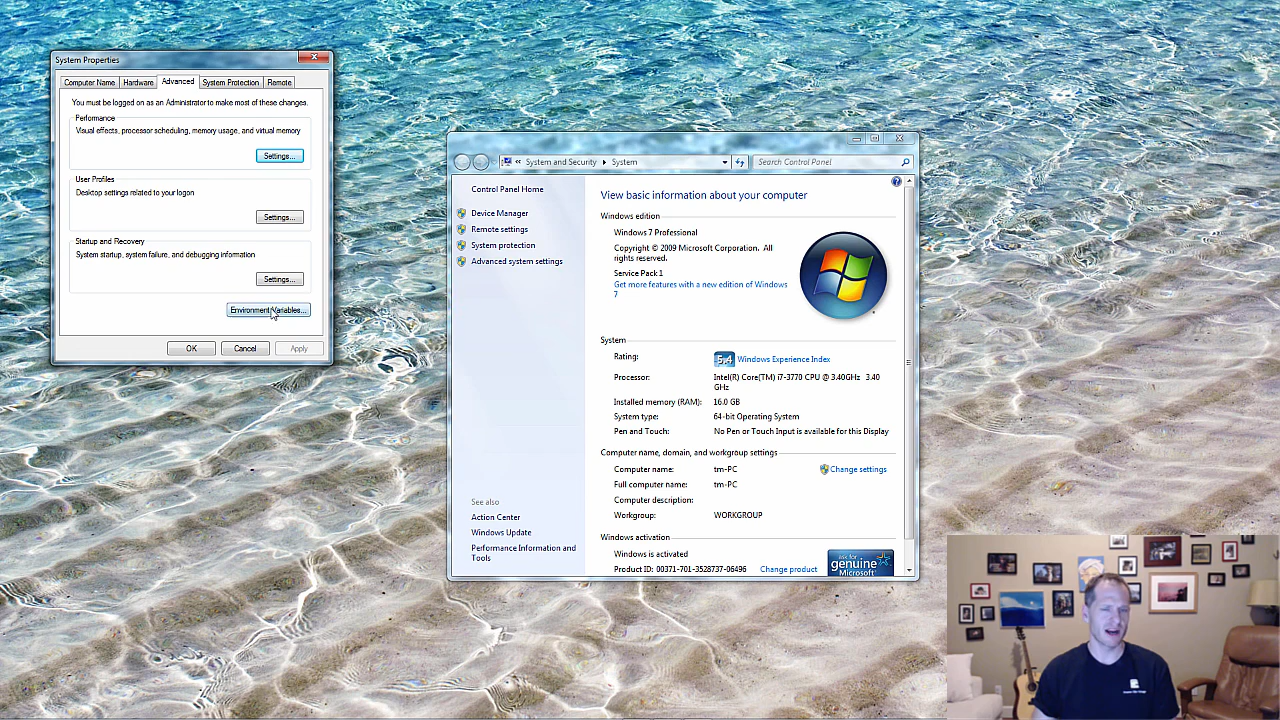 System Properties
Computer Name
Hardware
Advanced
System Protection
Remote
You must be logged on as an Administrator to make most of these changes.
Performance
Visual effects, processor scheduling, memory usage, and virtual memory
Settings...
User Profiles
Desktop settings related to your logon
Settings...
Startup and Recovery
System startup, system failure, and debugging information
Settings...
Environment Variables...
OK
Cancel
Apply
« System and Security
System
Search Control Panel
Control Panel Home
Device Manager
Remote settings
System protection
Advanced system settings
See also
Action Center
Windows Update
Performance Information and
Tools
View basic information about your computer
Windows edition
Windows 7 Professional
Copyright © 2009 Microsoft Corporation. All
rights reserved.
Service Pack 1
Get more features with a new edition of Windows
7
System
Rating:
5.4 Windows Experience Index
Processor:
Intel(R) Core(TM) i7-3770 CPU @ 3.40GHz 3.40
GHz
Installed memory (RAM):
16.0 GB
System type:
64-bit Operating System
Pen and Touch:
No Pen or Touch Input is available for this Display
Computer name, domain, and workgroup settings
Computer name:
tm-PC
Change settings
Full computer name:
tm-PC
Computer description:
Workgroup:
WORKGROUP
Windows activation
Windows is activated
Product ID: 00371-701-3528737-06498
Change product
ask for
genuine
Microsoft